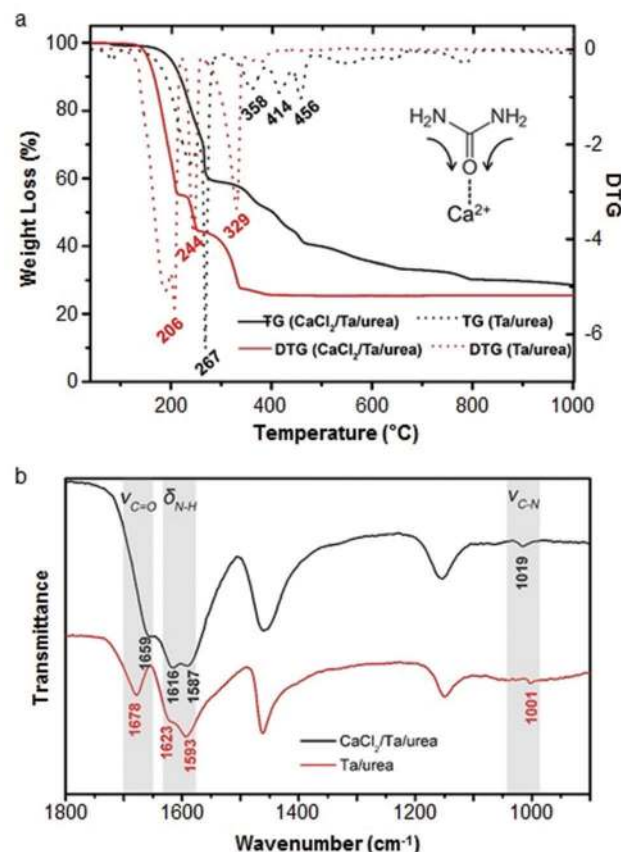 a
100
80
60
40
20
0
Weight Loss (%)
0
-2
-4
-6
DTG
358
414
456
244
329
206
267
H₂N NH₂
O
Ca²⁺
TG (CaCl₂/Ta/urea) TG (Ta/urea)
DTG (CaCl₂/Ta/urea) DTG (Ta/urea)
200 400 600 800 1000
Temperature (°C)
b
νC=O δN-H νC-N
Transmittance
1659
1616
1587
1019
1678
1623
1593
1001
CaCl₂/Ta/urea
Ta/urea
1800 1600 1400 1200 1000
Wavenumber (cm⁻¹)